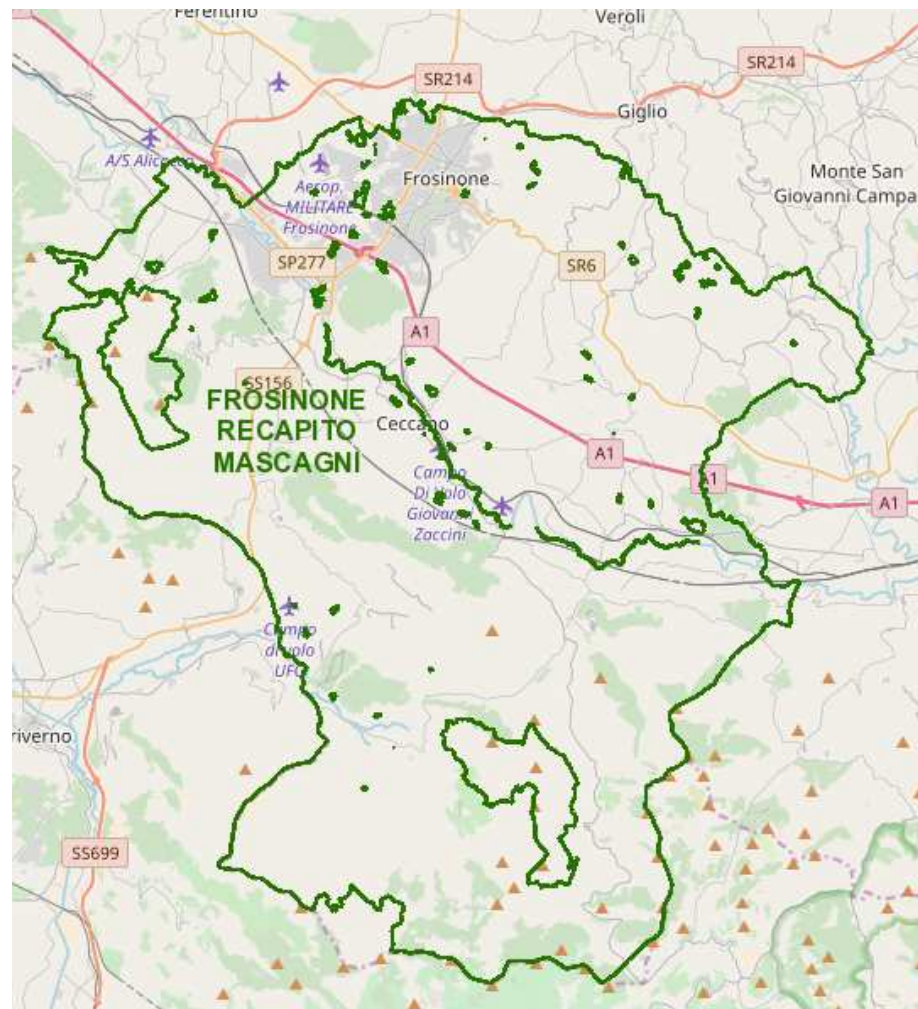 Ferentino
Veroli
SR214
SR214
Giglio
A/S Alicocco
Aerop.
MILITARE
Frosinone
Frosinone
Monte San
Giovanni Campa
SP277
SR6
A1
SS156
FROSINONE
RECAPITO
MASCAGNI
Ceccano
Campo
Di Volo
Giovanni
Zaccini
A1
A1
A1
Campo
di volo
UFO
riverno
SS699